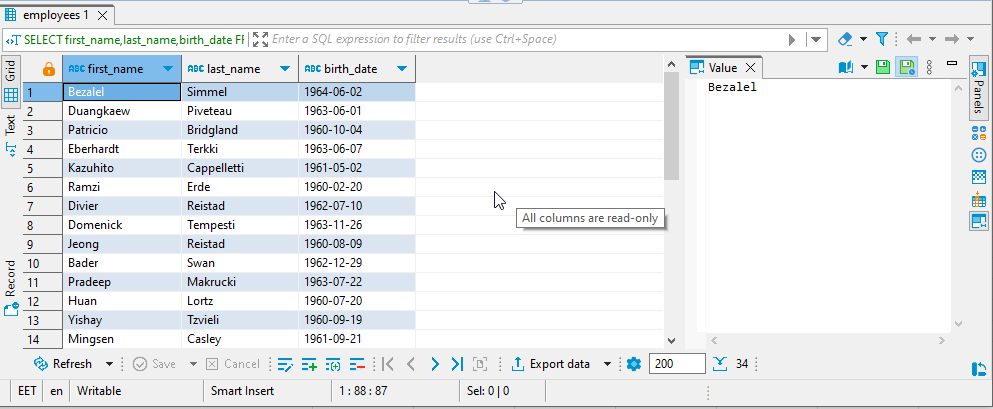 employees 1
SELECT first_name,last_name,birth_date FI
Enter a SQL expression to filter results (use Ctrl+Space)
Grid
Text
Record
ABC first_name ABC last_name ABC birth_date
1 Bezalel Simmel 1964-06-02
2 Duangkaew Piveteau 1963-06-01
3 Patricio Bridgland 1960-10-04
4 Eberhardt Terkki 1963-06-07
5 Kazuhito Cappelletti 1961-05-02
6 Ramzi Erde 1960-02-20
7 Divier Reistad 1962-07-10
8 Domenick Tempesti 1963-11-26
9 Jeong Reistad 1960-08-09
10 Bader Swan 1962-12-29
11 Pradeep Makrucki 1963-07-22
12 Huan Lortz 1960-07-20
13 Yishay Tzvieli 1960-09-19
14 Mingsen Casley 1961-09-21
All columns are read-only
Value
Bezalel
Panels
Refresh Save Cancel Export data 200 34
EET en Writable Smart Insert 1 : 88 : 87 Sel: 0 | 0